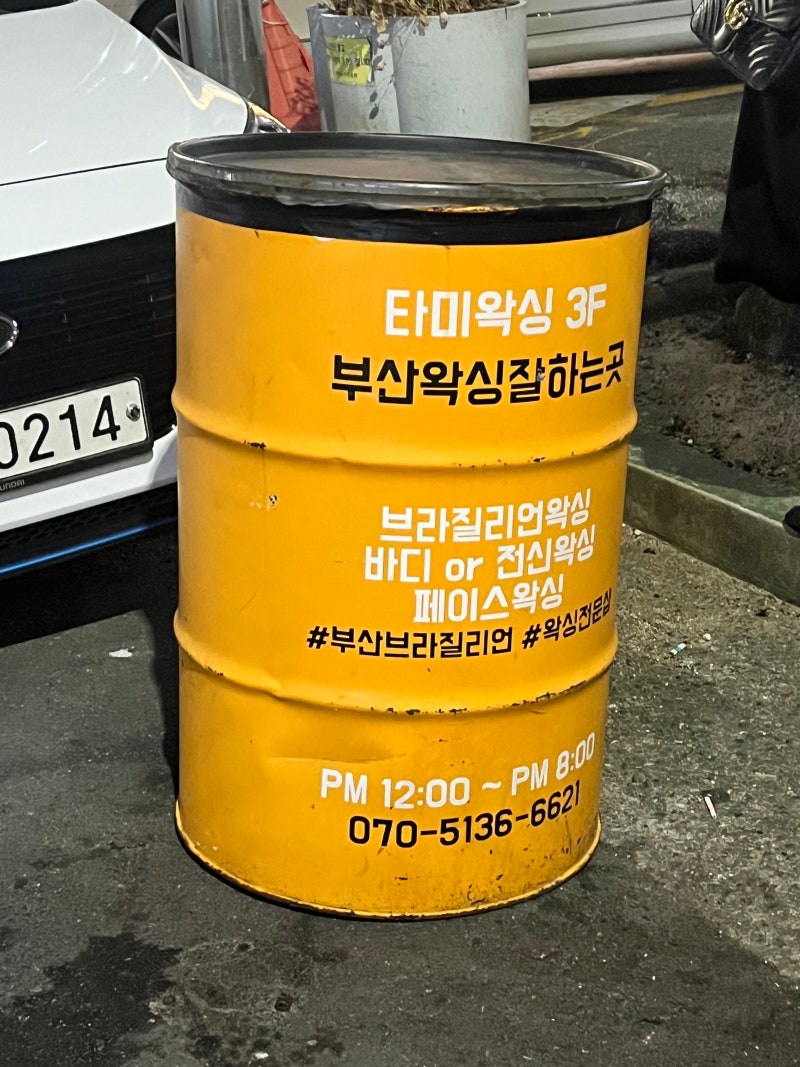 타미왁싱 3F
부산왁싱잘하는곳
브라질리언왁싱
바디 or 전신왁싱
페이스왁싱
#부산브라질리언 #왁싱전문샵
PM 12:00 ~ PM 8:00
070-5136-6621
0214